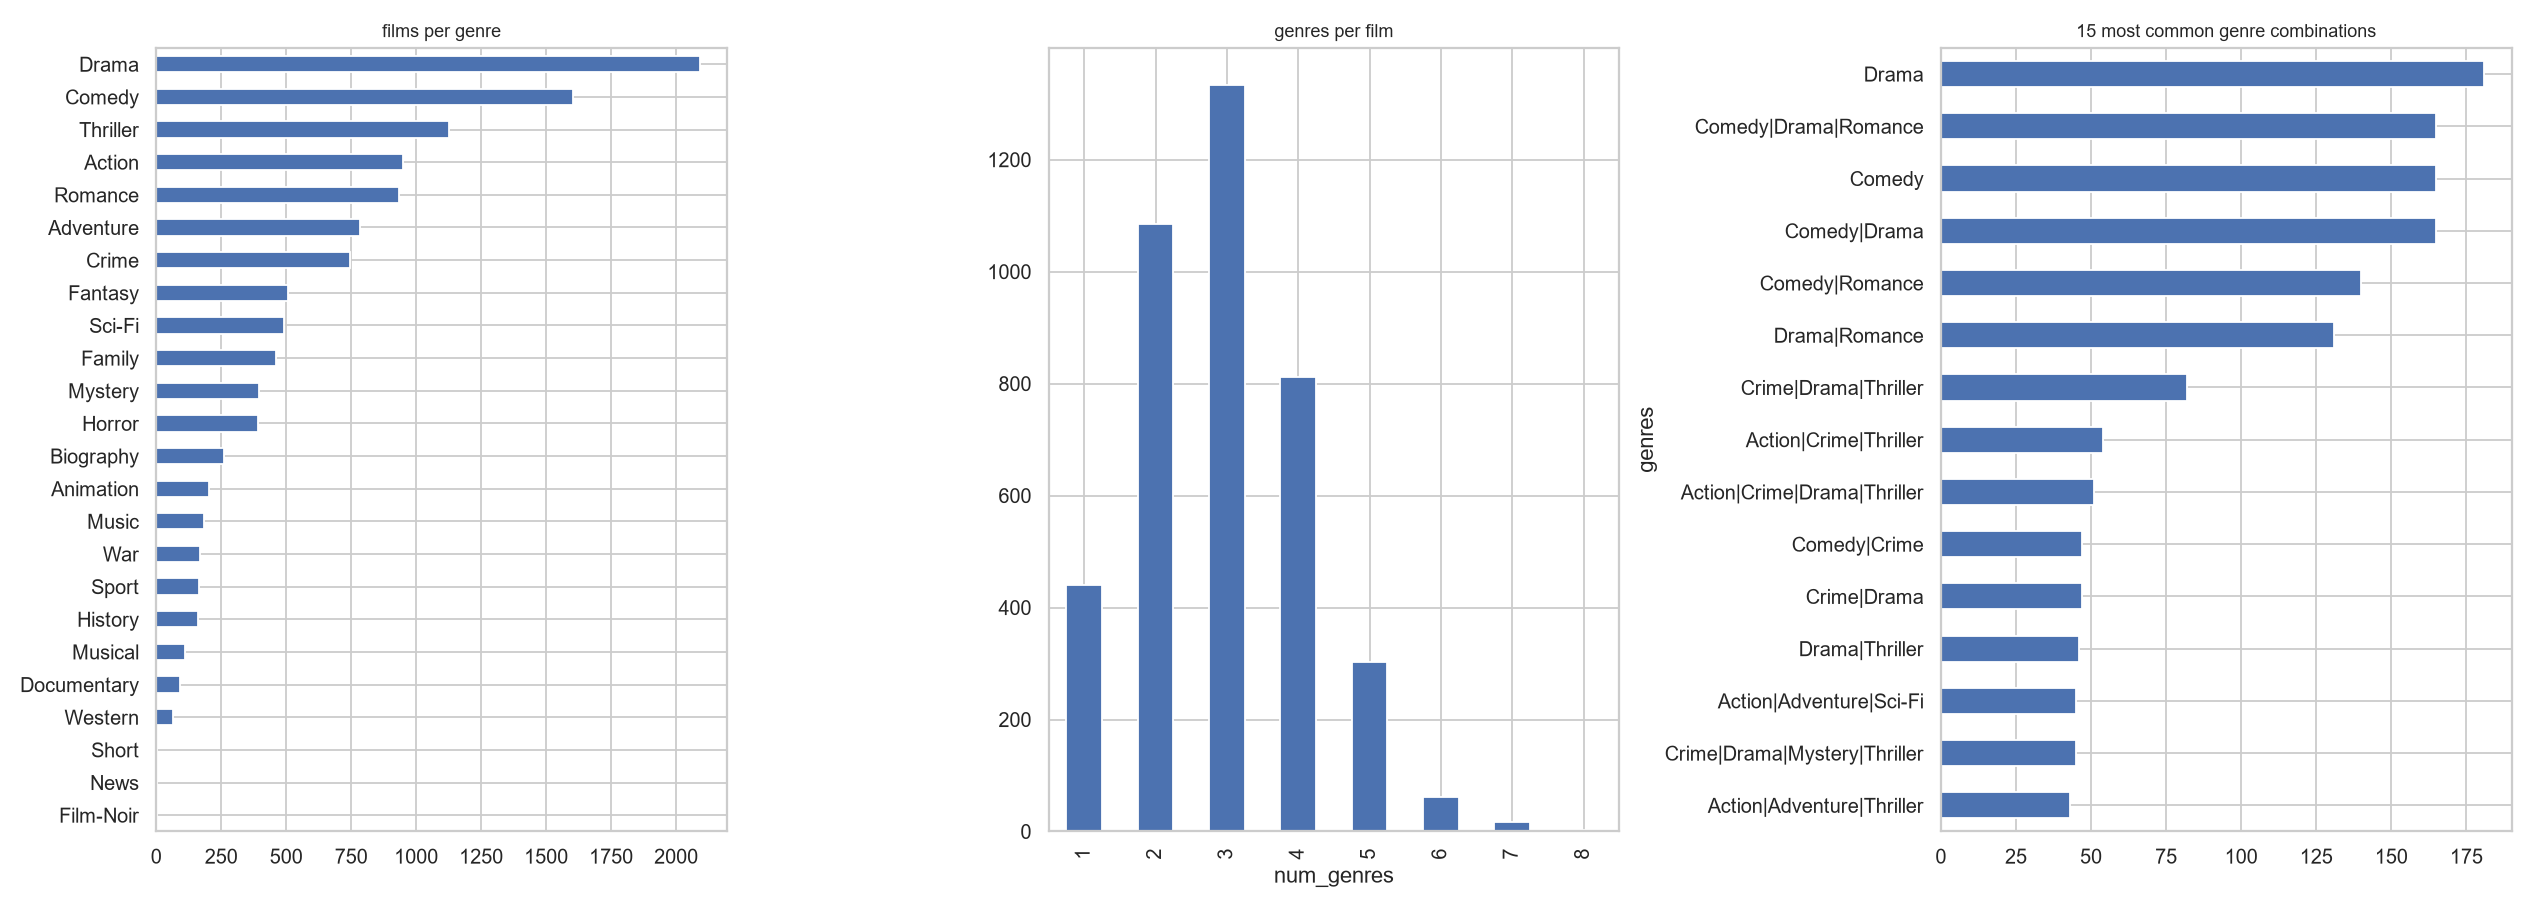 films per genre
Drama
Comedy
Thriller
Action
Romance
Adventure
Crime
Fantasy
Sci-Fi
Family
Mystery
Horror
Biography
Animation
Music
War
Sport
History
Musical
Documentary
Western
Short
News
Film-Noir
0 250 500 750 1000 1250 1500 1750 2000
genres per film
1200
1000
800
600
400
200
0
1 2 3 4 5 6 7 8
num_genres
15 most common genre combinations
genres
Drama
Comedy|Drama|Romance
Comedy
Comedy|Drama
Comedy|Romance
Drama|Romance
Crime|Drama|Thriller
Action|Crime|Thriller
Action|Crime|Drama|Thriller
Comedy|Crime
Crime|Drama
Drama|Thriller
Action|Adventure|Sci-Fi
Crime|Drama|Mystery|Thriller
Action|Adventure|Thriller
0 25 50 75 100 125 150 175